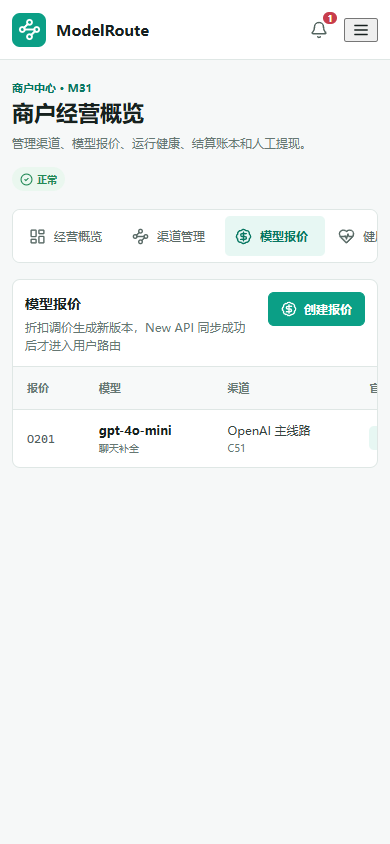 ModelRoute
1
商户中心 • M31
商户经营概览
管理渠道、模型报价、运行健康、结算账本和人工提现。
正常
经营概览
渠道管理
模型报价
模型报价
创建报价
折扣调价生成新版本，New API 同步成功
后才进入用户路由
报价
模型
渠道
O201
gpt-4o-mini
聊天补全
OpenAI 主线路
C51